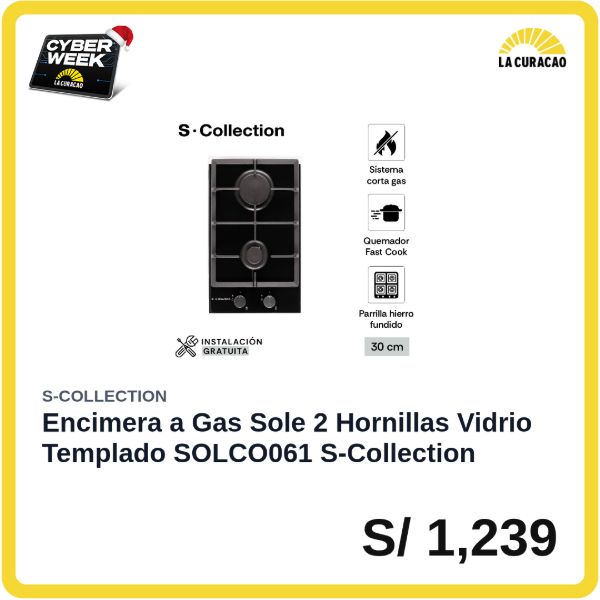 CYBER
WEEK
LA CURACAO
LA CURACAO
S·Collection
Sistema
corta gas
Quemador
Fast Cook
Parrilla hierro
fundido
30 cm
INSTALACIÓN
GRATUITA
S-COLLECTION
Encimera a Gas Sole 2 Hornillas Vidrio
Templado SOLCO061 S-Collection
S/ 1,239